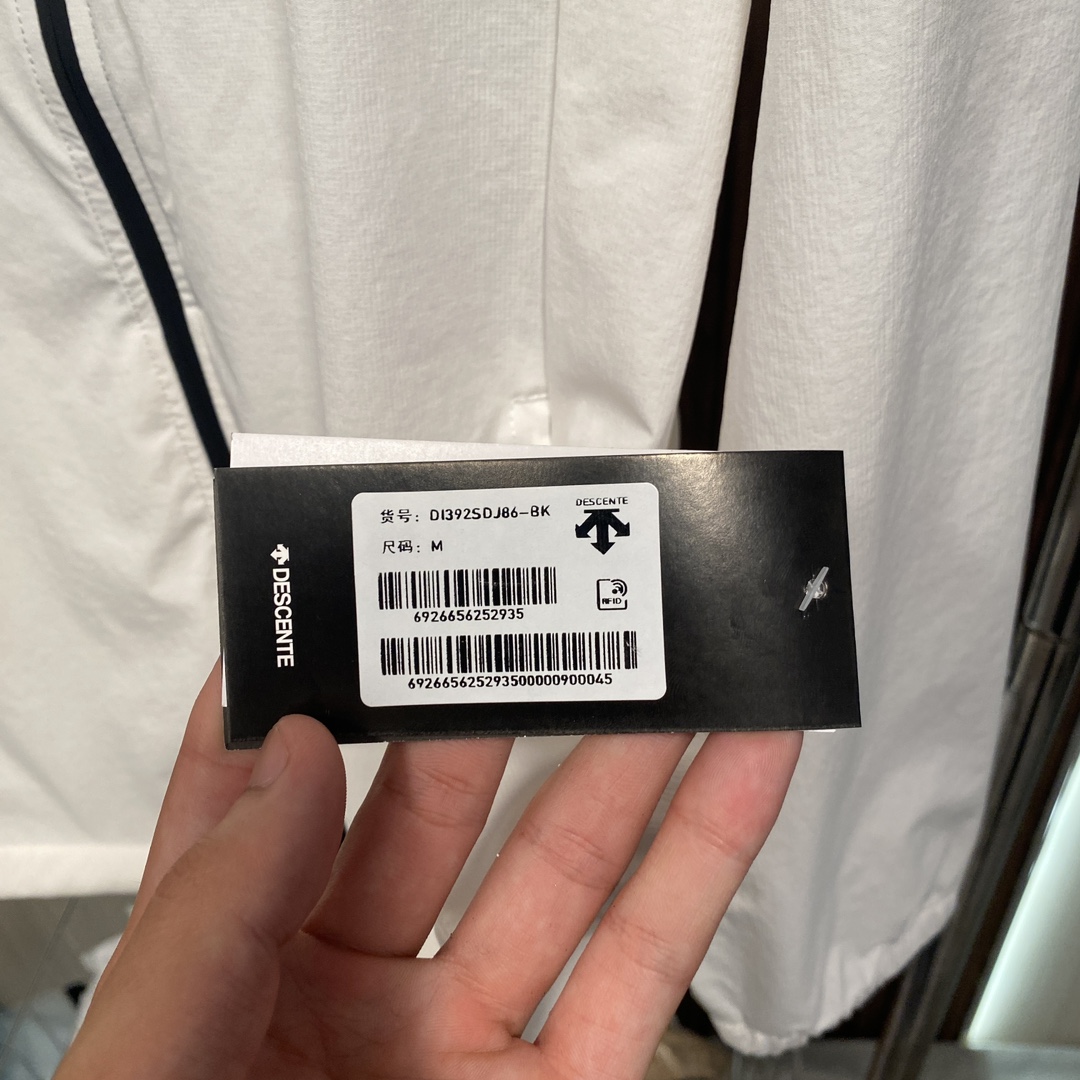 DESCENTE
货号：DI392SDJ86-BK
尺码：M
6926656252935
RFID
692665625293500000900045
DESCENTE